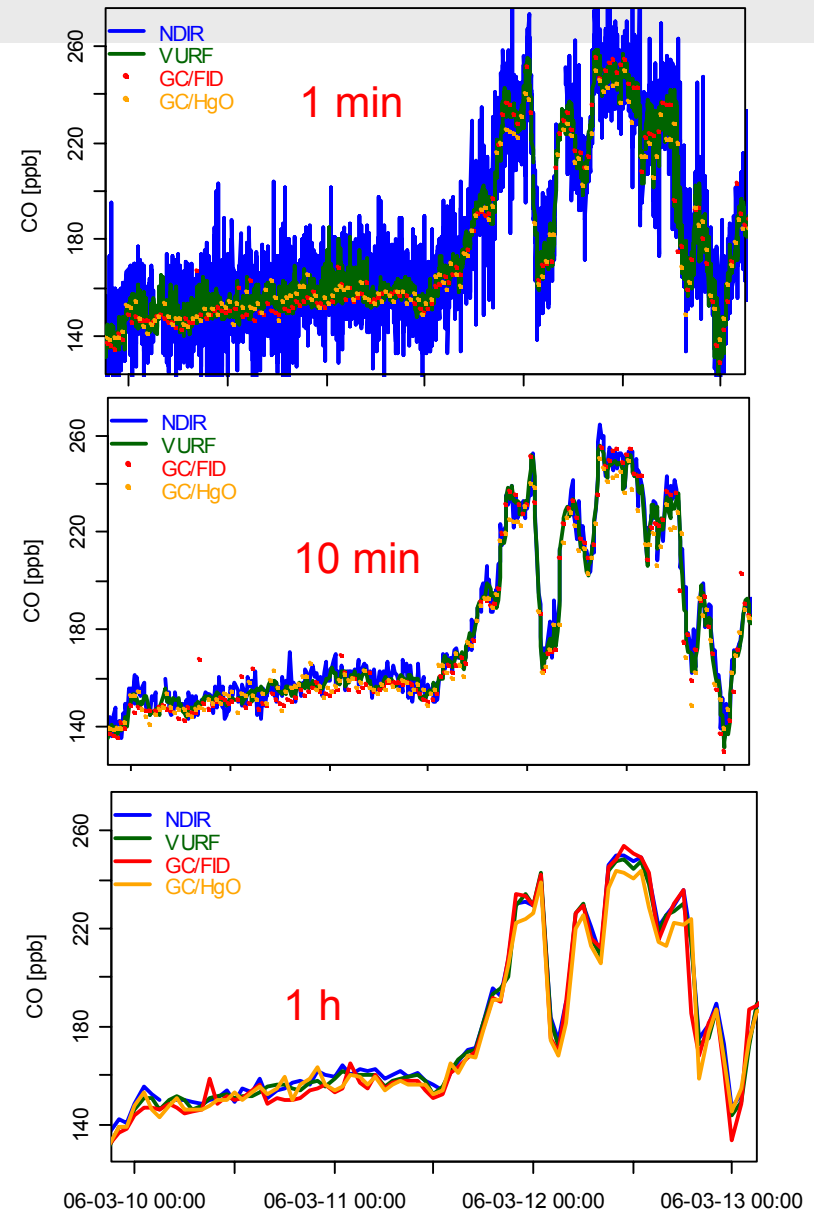 NDIR
VURF
GC/FID
GC/HgO
1 min
CO [ppb]
260
220
180
140
NDIR
VURF
GC/FID
GC/HgO
10 min
CO [ppb]
260
220
180
140
NDIR
VURF
GC/FID
GC/HgO
1 h
CO [ppb]
260
220
180
140
06-03-10 00:00 06-03-11 00:00 06-03-12 00:00 06-03-13 00:00